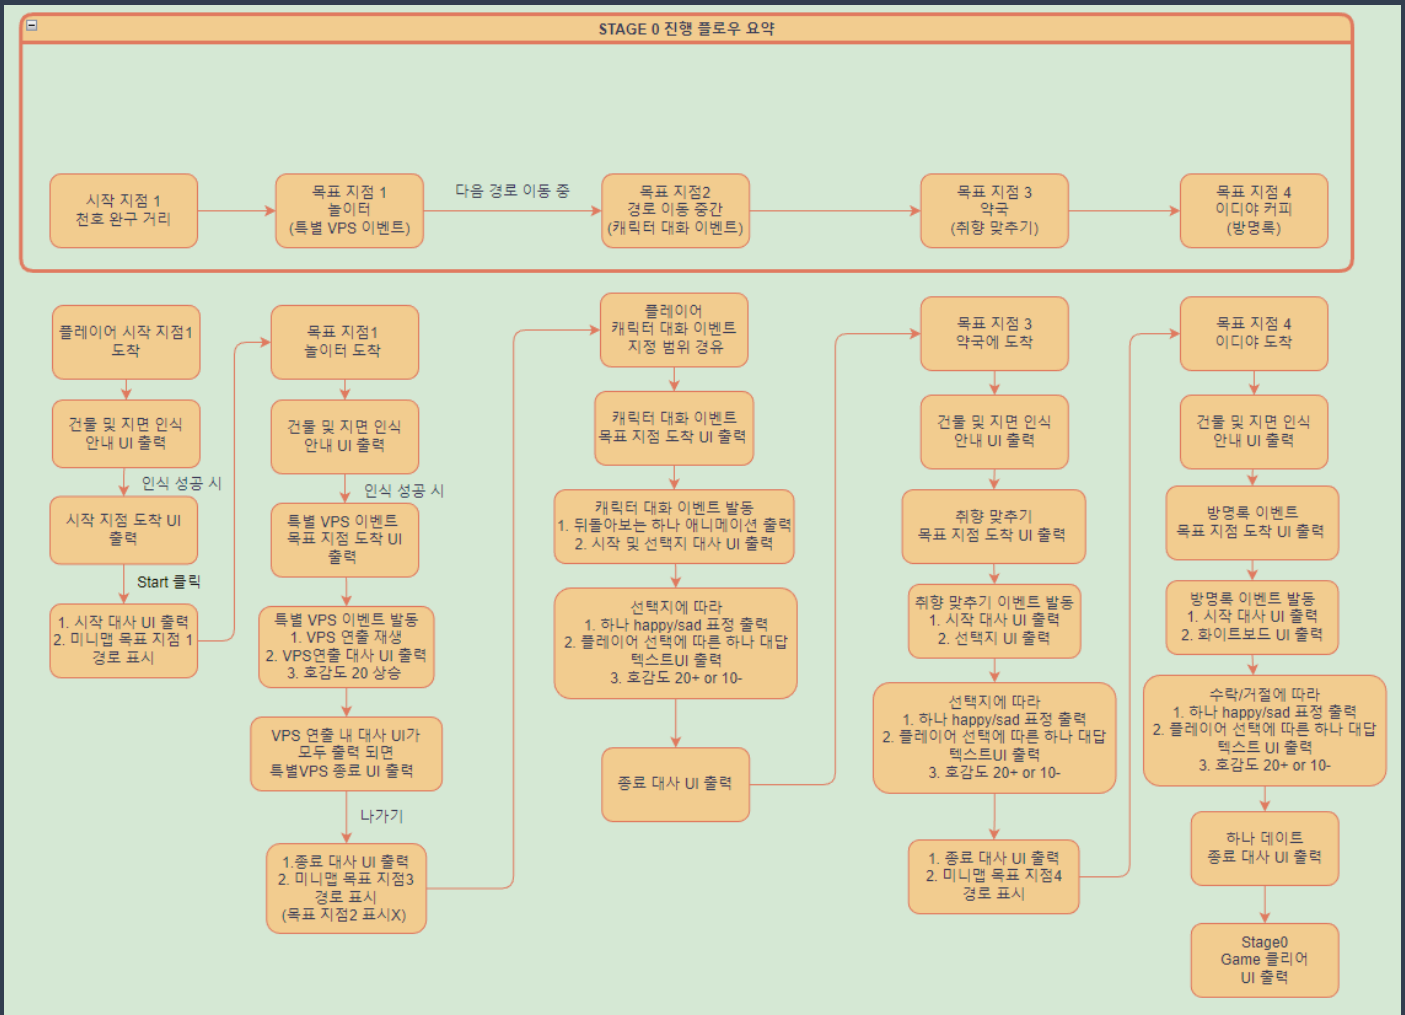 STAGE 0 진행 플로우 요약
시작 지점 1
천호 완구 거리
목표 지점 1
놀이터
(특별 VPS 이벤트)
다음 경로 이동 중
목표 지점2
경로 이동 중간
(캐릭터 대화 이벤트)
목표 지점 3
약국
(취향 맞추기)
목표 지점 4
이디야 커피
(방명록)
플레이어 시작 지점1
도착
건물 및 지면 인식
안내 UI 출력
인식 성공 시
시작 지점 도착 UI
출력
Start 클릭
1. 시작 대사 UI 출력
2. 미니맵 목표 지점 1
경로 표시
목표 지점1
놀이터 도착
건물 및 지면 인식
안내 UI 출력
인식 성공 시
특별 VPS 이벤트
목표 지점 도착 UI
출력
특별 VPS 이벤트 발동
1. VPS 연출 재생
2. VPS연출 대사 UI 출력
3. 호감도 20 상승
VPS 연출 내 대사 UI가
모두 출력 되면
특별VPS 종료 UI 출력
나가기
1.종료 대사 UI 출력
2. 미니맵 목표 지점3
경로 표시
(목표 지점2 표시X)
플레이어
캐릭터 대화 이벤트
지정 범위 경유
캐릭터 대화 이벤트
목표 지점 도착 UI 출력
캐릭터 대화 이벤트 발동
1. 뒤돌아보는 하나 애니메이션 출력
2. 시작 및 선택지 대사 UI 출력
선택지에 따라
1. 하나 happy/sad 표정 출력
2. 플레이어 선택에 따른 하나 대답
텍스트UI 출력
3. 호감도 20+ or 10-
종료 대사 UI 출력
목표 지점 3
약국에 도착
건물 및 지면 인식
안내 UI 출력
취향 맞추기
목표 지점 도착 UI 출력
취향 맞추기 이벤트 발동
1. 시작 대사 UI 출력
2. 선택지 UI 출력
선택지에 따라
1. 하나 happy/sad 표정 출력
2. 플레이어 선택에 따른 하나 대답
텍스트UI 출력
3. 호감도 20+ or 10-
1. 종료 대사 UI 출력
2. 미니맵 목표 지점4
경로 표시
목표 지점 4
이디야 도착
건물 및 지면 인식
안내 UI 출력
방명록 이벤트
목표 지점 도착 UI 출력
방명록 이벤트 발동
1. 시작 대사 UI 출력
2. 화이트보드 UI 출력
수락/거절에 따라
1. 하나 happy/sad 표정 출력
2. 플레이어 선택에 따른 하나 대답
텍스트 UI 출력
3. 호감도 20+ or 10-
하나 데이트
종료 대사 UI 출력
Stage0
Game 클리어
UI 출력